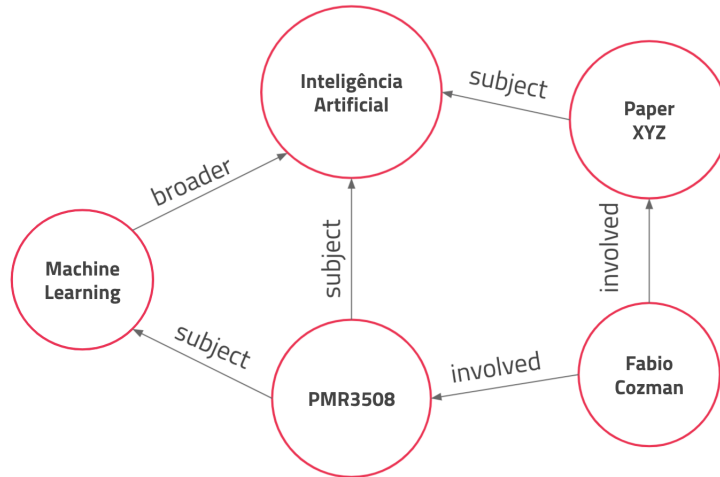 Inteligência
Artificial
subject
Paper
XYZ
broader
subject
involved
Machine
Learning
subject
involved
PMR3508
Fabio
Cozman